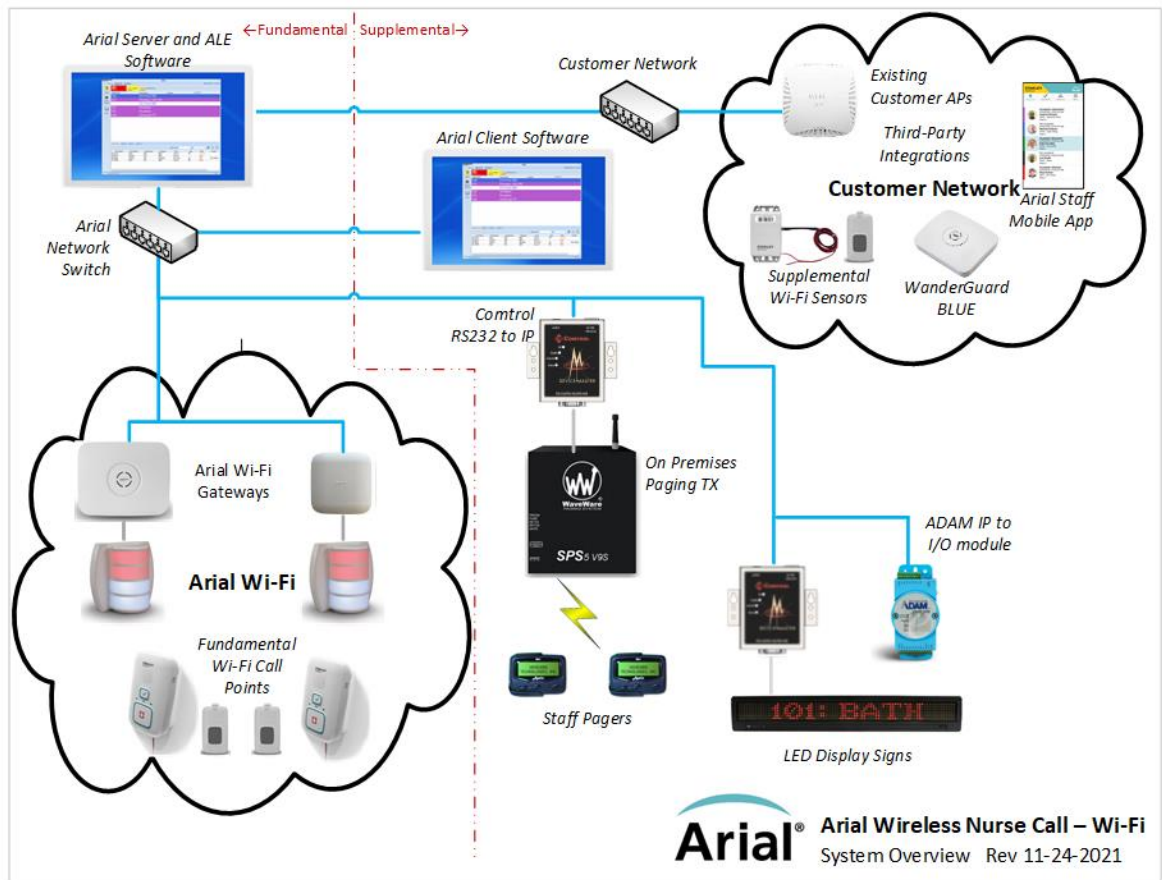 ←Fundamental
Supplemental→
Arial Server and ALE
Software
Customer Network
Existing
Customer APs
Third-Party
Integrations
Arial Client Software
Customer Network
Arial Staff
Mobile App
Arial
Network
Switch
Supplemental
Wi-Fi Sensors
WanderGuard
BLUE
Comtrol
RS232 to IP
COMTROL
Arial Wi-Fi
Gateways
On Premises
Paging TX
WaveWare
SPS5 V9S
ADAM IP to
I/O module
COMTROL
ADAM
Arial Wi-Fi
Fundamental
Wi-Fi Call
Points
Staff Pagers
101: BATH
LED Display Signs
Arial®
Arial Wireless Nurse Call – Wi-Fi
System Overview Rev 11-24-2021